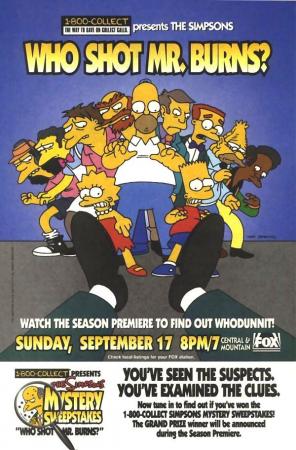 1-800-COLLECT
THE WAY TO SAVE ON COLLECT CALLS.
presents THE SIMPSONS
WHO SHOT MR. BURNS?
WATCH THE SEASON PREMIERE TO FIND OUT WHODUNNIT!
SUNDAY, SEPTEMBER 17 8PM/7 CENTRAL & MOUNTAIN FOX
Check local listings for your FOX station.
1-800-COLLECT PRESENTS
The Simpsons
MYSTERY
SWEEPSTAKES
"WHO SHOT MR. BURNS?"
YOU'VE SEEN THE SUSPECTS.
YOU'VE EXAMINED THE CLUES.
Now tune in to find out if you've won the
1-800-COLLECT SIMPSONS MYSTERY SWEEPSTAKES!
The GRAND PRIZE winner will be announced
during the Season Premiere.